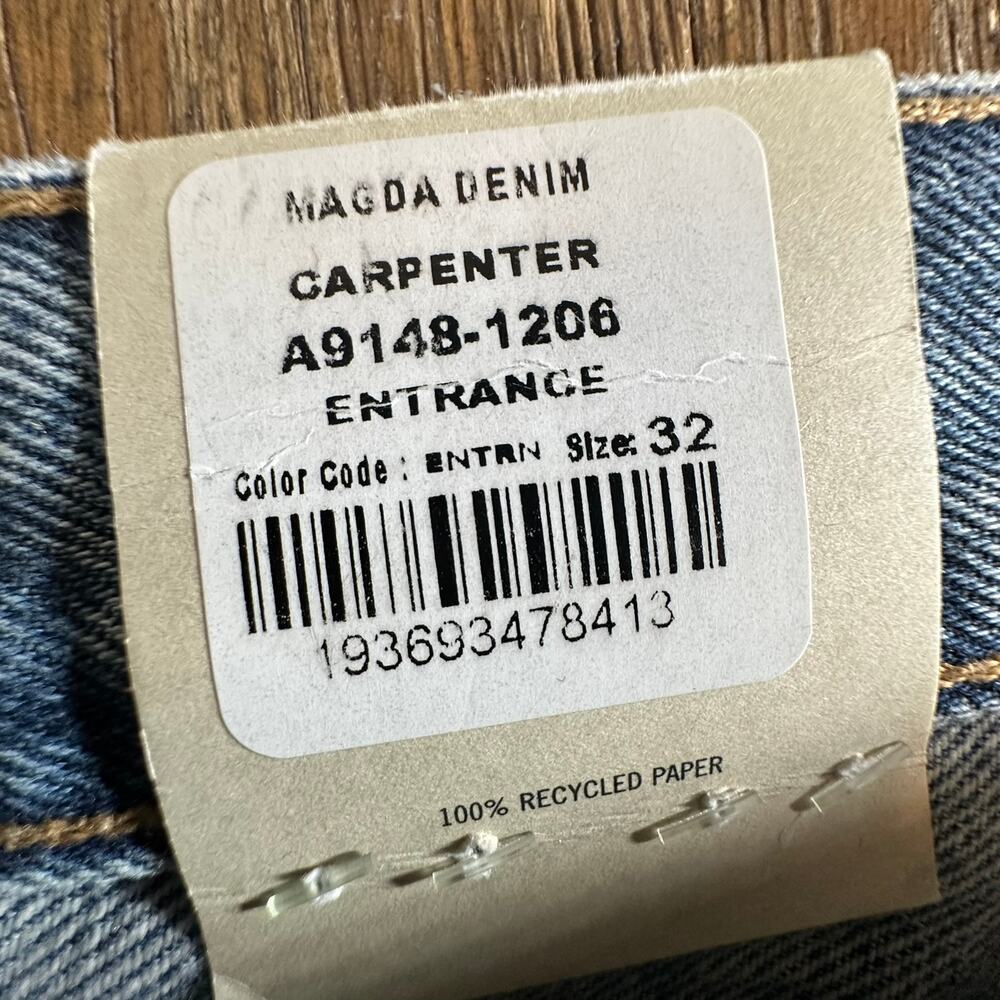 MAGDA DENIM
CARPENTER
A9148-1206
ENTRANCE
Color Code : ENTRN Size: 32
193693478413
100% RECYCLED PAPER